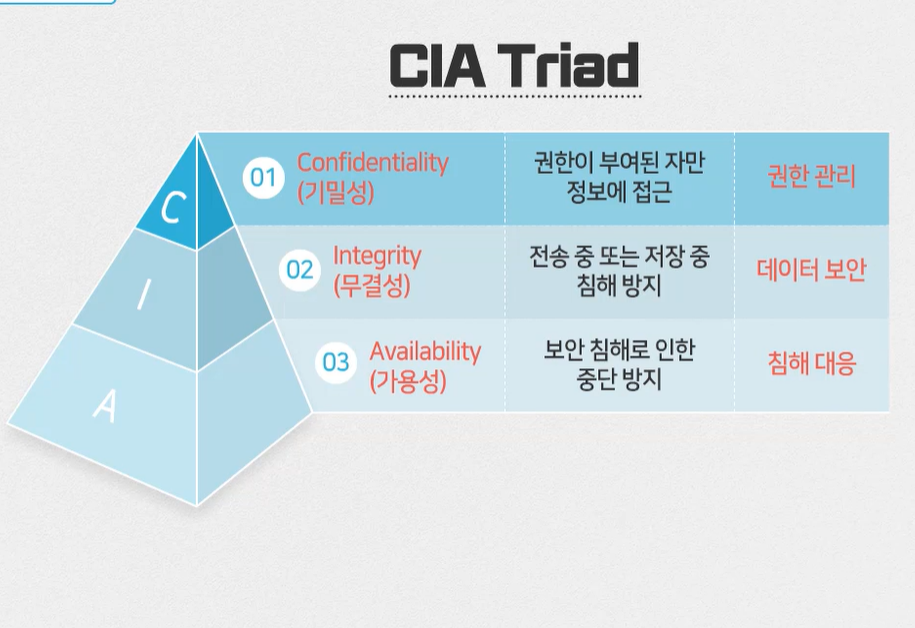 CIA Triad
C
I
A
01
Confidentiality
(기밀성)
권한이 부여된 자만
정보에 접근
권한 관리
02
Integrity
(무결성)
전송 중 또는 저장 중
침해 방지
데이터 보안
03
Availability
(가용성)
보안 침해로 인한
중단 방지
침해 대응